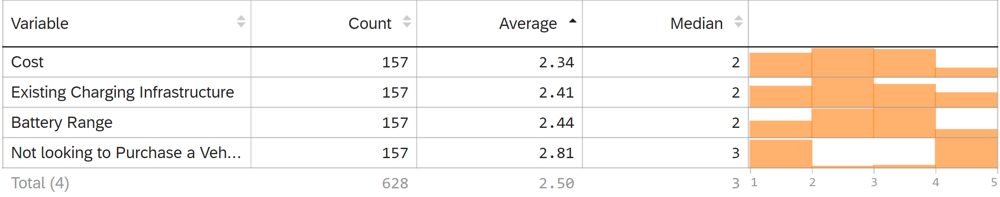 Variable Count Average Median
Cost 157 2.34 2
Existing Charging Infrastructure 157 2.41 2
Battery Range 157 2.44 2
Not looking to Purchase a Veh... 157 2.81 3
Total (4) 628 2.50 3 1 2 3 4 5